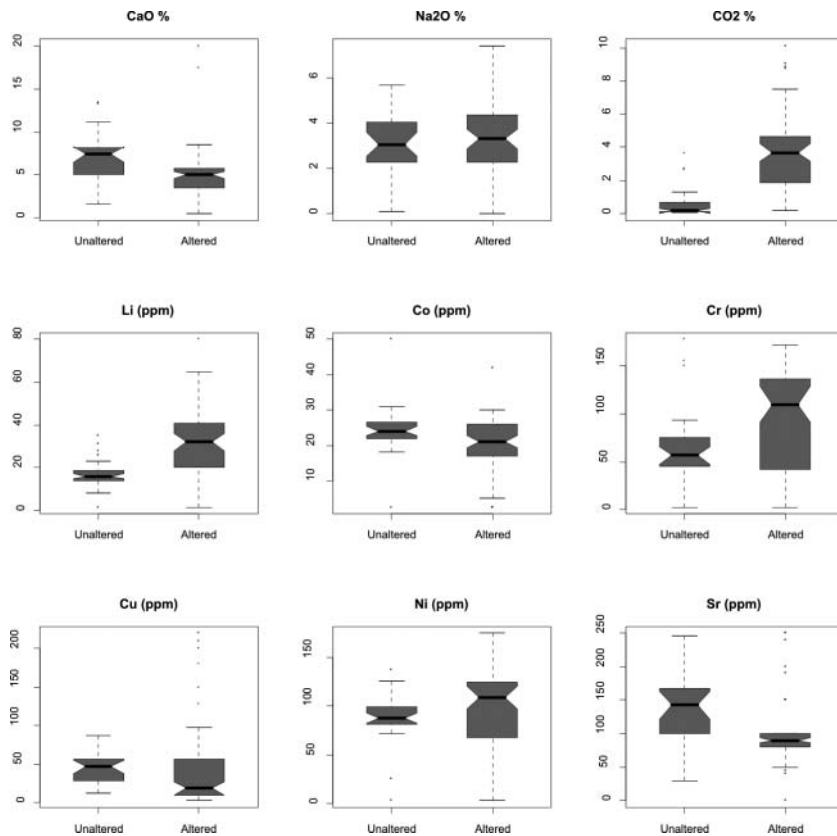 CaO %
Na2O %
CO2 %
20
15
10
5
0
6
4
2
0
10
8
6
4
2
0
Unaltered
Altered
Unaltered
Altered
Unaltered
Altered
Li (ppm)
Co (ppm)
Cr (ppm)
80
60
40
20
0
50
40
30
20
10
150
100
50
0
Unaltered
Altered
Unaltered
Altered
Unaltered
Altered
Cu (ppm)
Ni (ppm)
Sr (ppm)
200
150
100
50
0
150
100
50
0
250
200
150
100
50
0
Unaltered
Altered
Unaltered
Altered
Unaltered
Altered